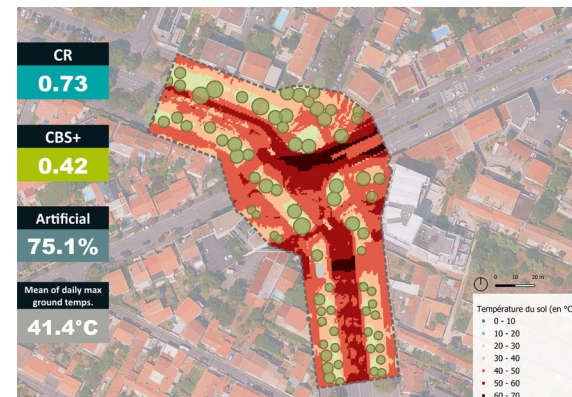 CR
0.73
CBS+
0.42
Artificial
75.1%
Mean of daily max
ground temps.
41.4°C
0 10 20 m
Température du sol (en °C
0 - 10
10 - 20
20 - 30
30 - 40
40 - 50
50 - 60
60 - 70